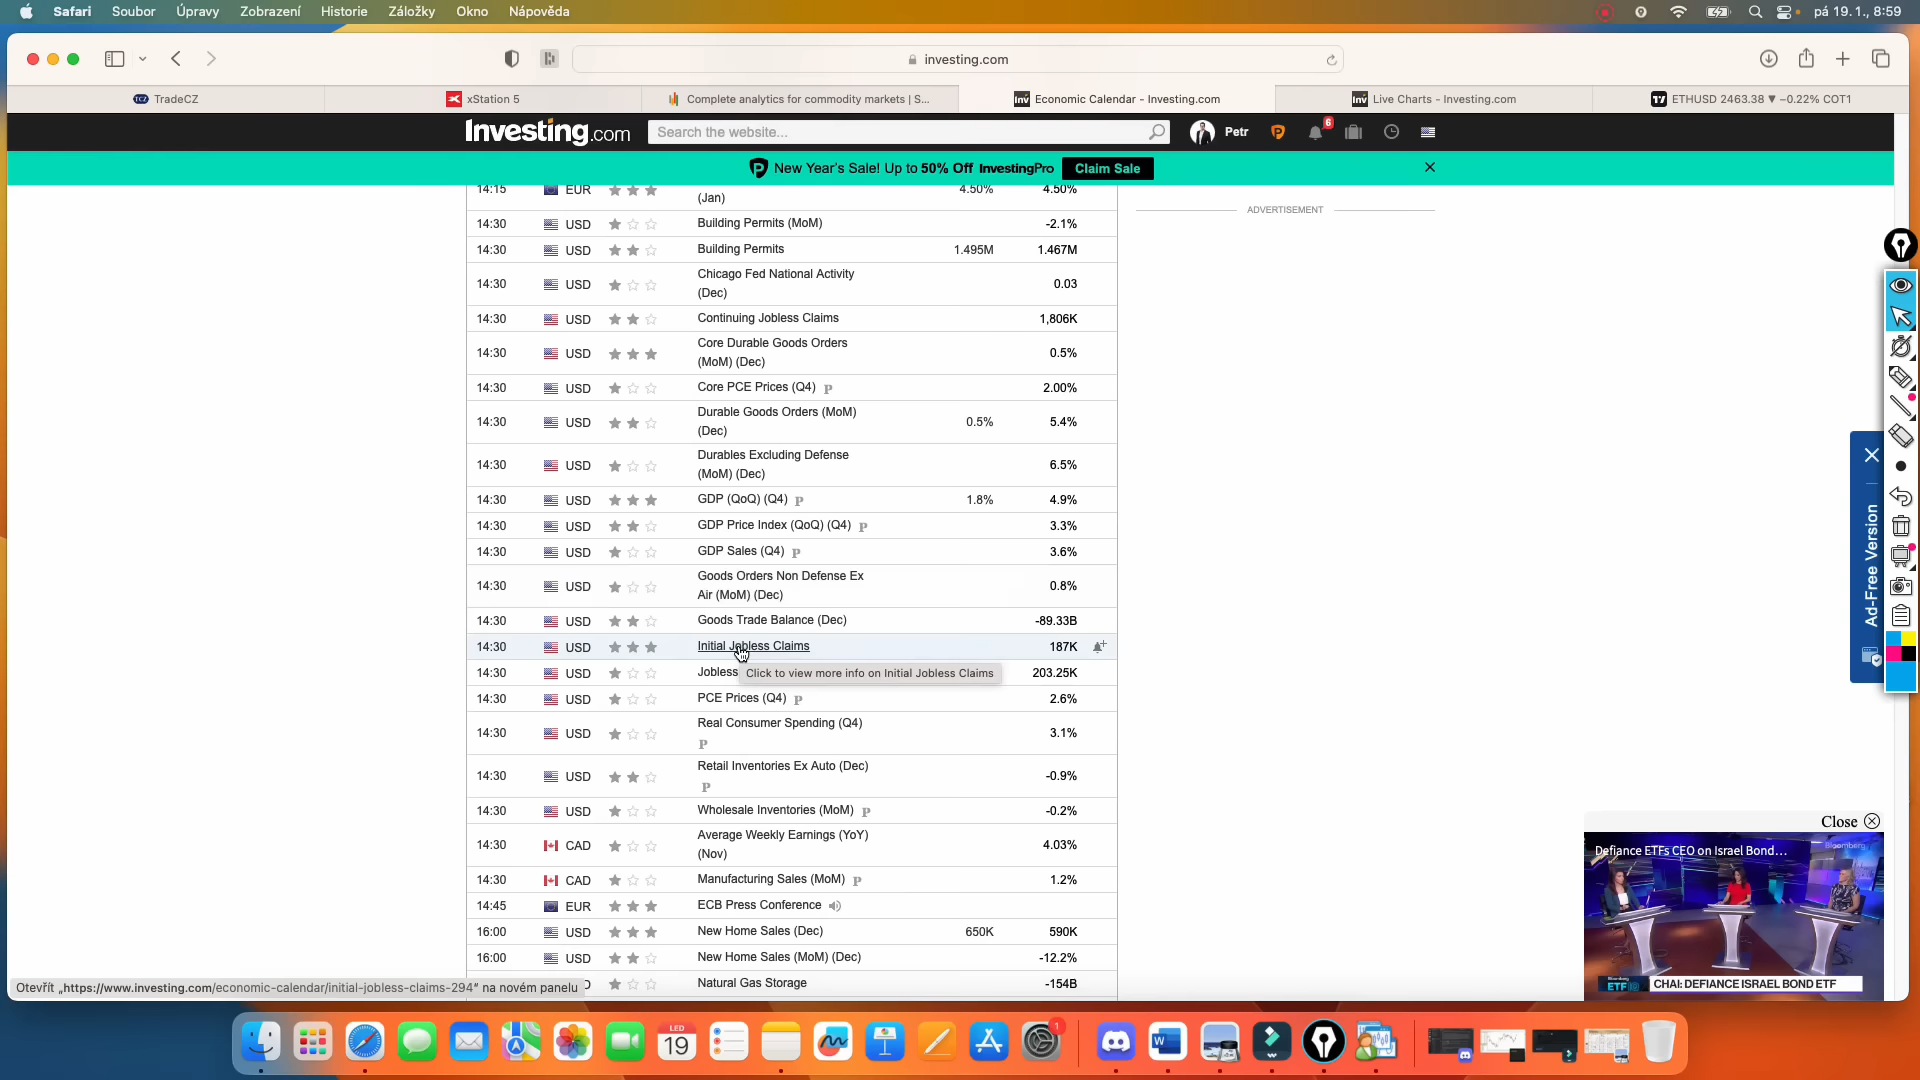 Safari Soubor Úpravy Zobrazení Historie Záložky Okno Nápověda pá 19. 1., 8:59
investing.com
TradeCZ xStation 5 Complete analytics for commodity markets | S... Economic Calendar - Investing.com Live Charts - Investing.com ETHUSD 2463.38 ▼ −0.22% COT1
Investing.com Search the website... Petr 6
New Year's Sale! Up to 50% Off InvestingPro Claim Sale
14:15 EUR (Jan) 4.50% 4.50%
ADVERTISEMENT
14:30 USD Building Permits (MoM) -2.1%
14:30 USD Building Permits 1.495M 1.467M
14:30 USD Chicago Fed National Activity
(Dec) 0.03
14:30 USD Continuing Jobless Claims 1,806K
14:30 USD Core Durable Goods Orders
(MoM) (Dec) 0.5%
14:30 USD Core PCE Prices (Q4) P 2.00%
14:30 USD Durable Goods Orders (MoM)
(Dec) 0.5% 5.4%
14:30 USD Durables Excluding Defense
(MoM) (Dec) 6.5%
14:30 USD GDP (QoQ) (Q4) P 1.8% 4.9%
14:30 USD GDP Price Index (QoQ) (Q4) P 3.3%
14:30 USD GDP Sales (Q4) P 3.6%
14:30 USD Goods Orders Non Defense Ex
Air (MoM) (Dec) 0.8%
14:30 USD Goods Trade Balance (Dec) -89.33B
14:30 USD Initial Jobless Claims 187K
14:30 USD Jobless 203.25K
Click to view more info on Initial Jobless Claims
14:30 USD PCE Prices (Q4) P 2.6%
14:30 USD Real Consumer Spending (Q4)
P 3.1%
14:30 USD Retail Inventories Ex Auto (Dec)
P -0.9%
14:30 USD Wholesale Inventories (MoM) P -0.2%
14:30 CAD Average Weekly Earnings (YoY)
(Nov) 4.03%
14:30 CAD Manufacturing Sales (MoM) P 1.2%
14:45 EUR ECB Press Conference
16:00 USD New Home Sales (Dec) 650K 590K
16:00 USD New Home Sales (MoM) (Dec) -12.2%
Natural Gas Storage -154B
Otevřít „https://www.investing.com/economic-calendar/initial-jobless-claims-294“ na novém panelu
Ad-Free Version
Close
Defiance ETFs CEO on Israel Bond...
Bloomberg
Bloomberg
ETF IQ CHAI: DEFIANCE ISRAEL BOND ETF
LED
19
1